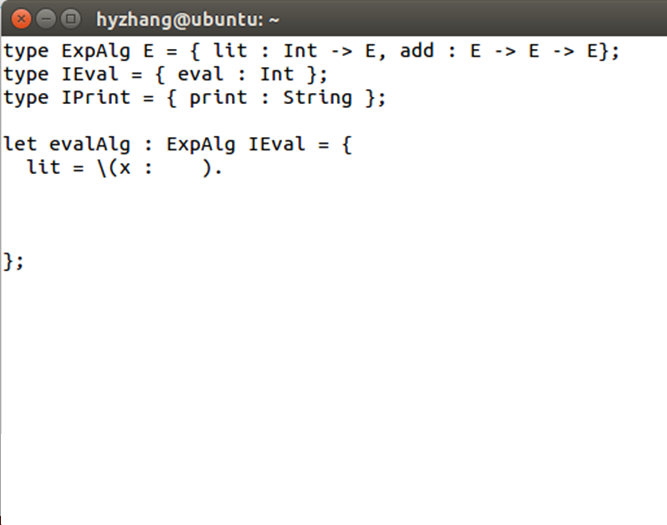 hyzhang@ubuntu: ~
type ExpAlg E = { lit : Int -> E, add : E -> E -> E};
type IEval = { eval : Int };
type IPrint = { print : String };
let evalAlg : ExpAlg IEval = {
  lit = \(x :    ).
};